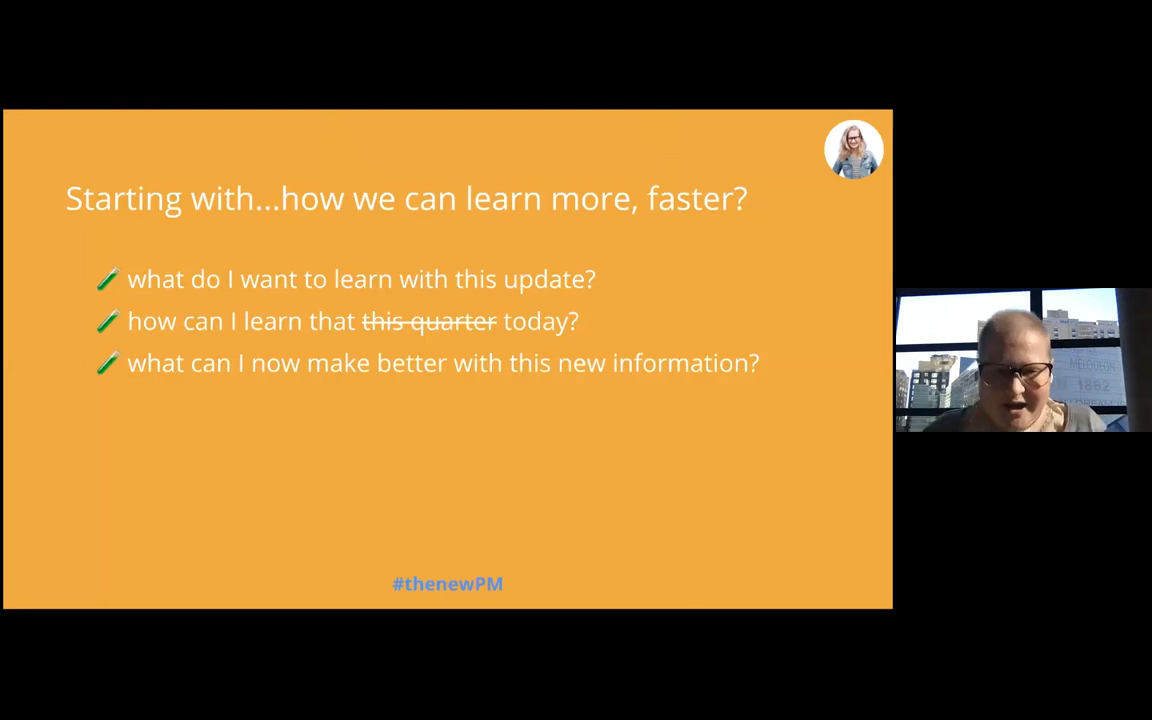 Starting with...how we can learn more, faster?
what do I want to learn with this update?
how can I learn that this quarter today?
what can I now make better with this new information?
#thenewPM
1882